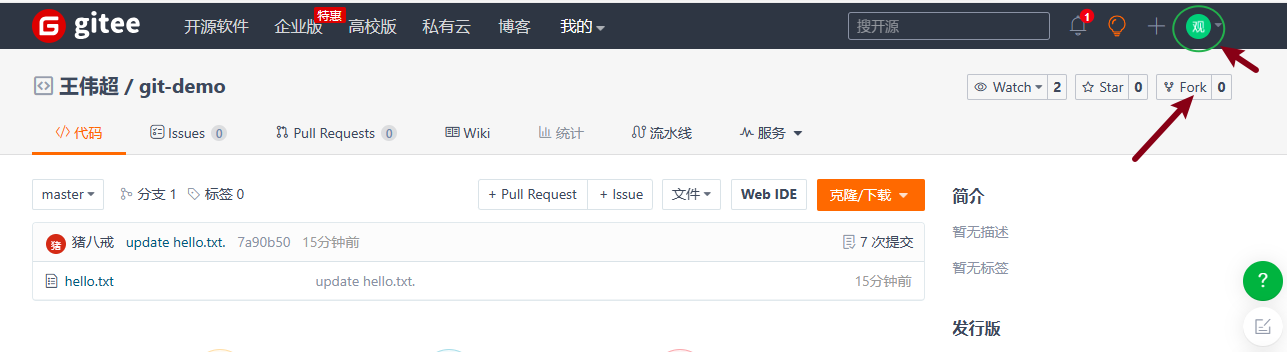 gitee 开源软件 企业版 特惠 高校版 私有云 博客 我的 搜开源 1 观
王伟超 / git-demo Watch 2 Star 0 Fork 0
代码 Issues 0 Pull Requests 0 Wiki 统计 流水线 服务
master 分支 1 标签 0 + Pull Request + Issue 文件 Web IDE 克隆/下载
简介
猪 猪八戒 update hello.txt. 7a90b50 15分钟前 7 次提交
暂无描述
hello.txt update hello.txt. 15分钟前
暂无标签
?
发行版